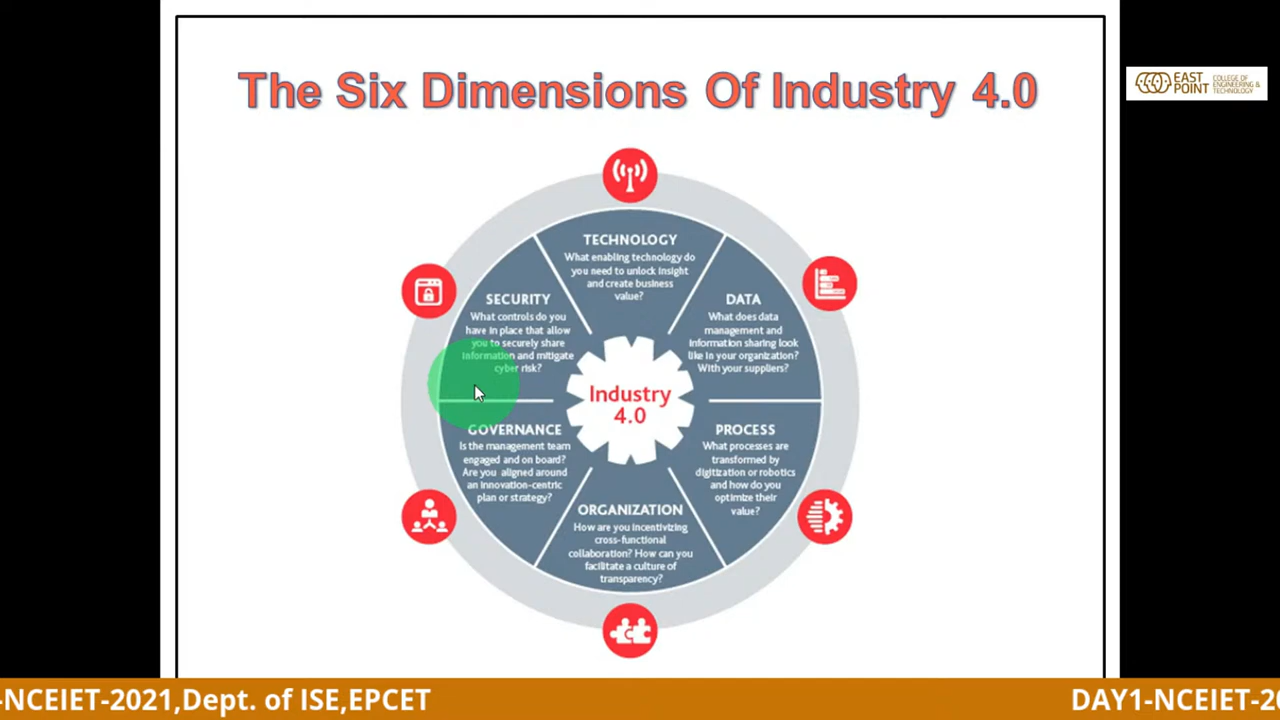 The Six Dimensions Of Industry 4.0
EAST
POINT
COLLEGE OF
ENGINEERING &
TECHNOLOGY
TECHNOLOGY
What enabling technology do
you need to unlock insight
and create business
value?
DATA
What does data
management and
information sharing look
like in your organization?
With your suppliers?
PROCESS
What processes are
transformed by
digitization or robotics
and how do you
optimize their
value?
ORGANIZATION
How are you incentivizing
cross-functional
collaboration? How can you
facilitate a culture of
transparency?
GOVERNANCE
Is the management team
engaged and on board?
Are you aligned around
an innovation-centric
plan or strategy?
SECURITY
What controls do you
have in place that allow
you to securely share
information and mitigate
cyber risk?
Industry
4.0
-NCEIET-2021,Dept. of ISE,EPCET
DAY1-NCEIET-20